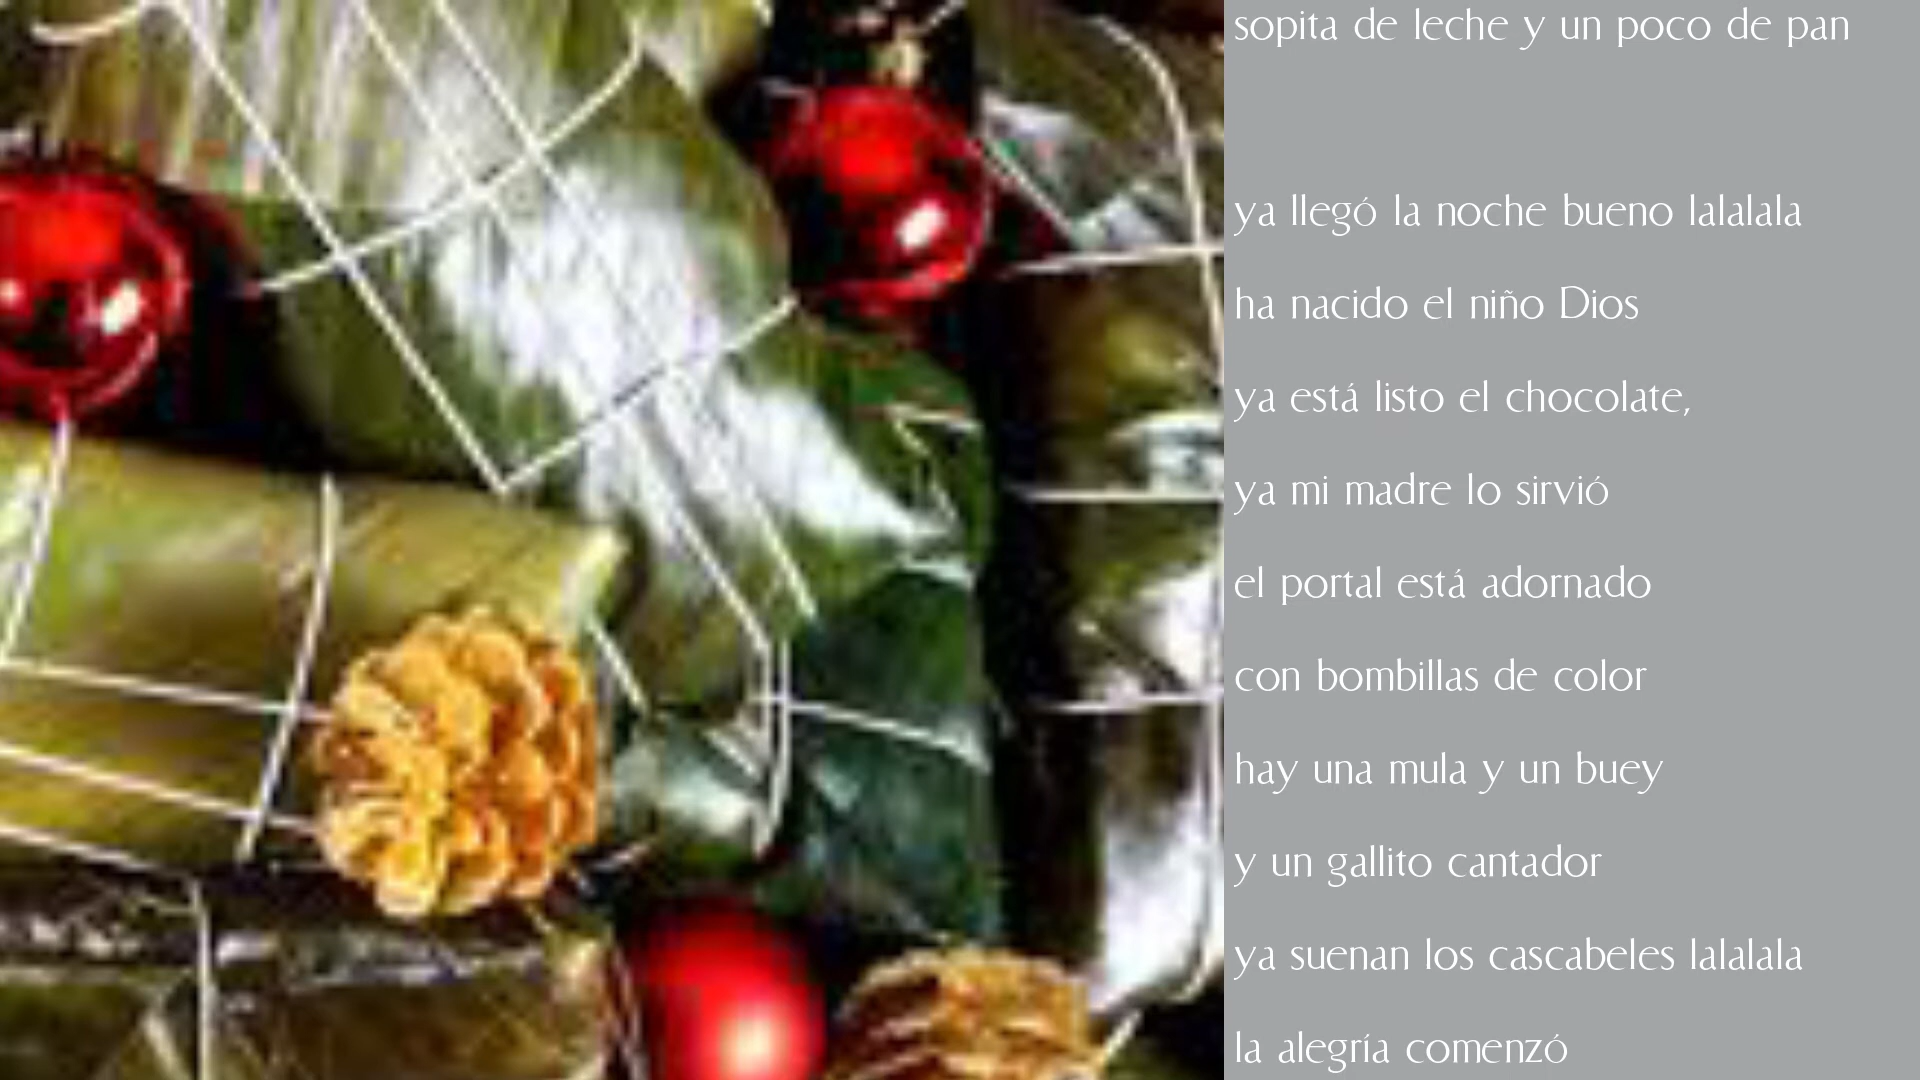 sopita de leche y un poco de pan
ya llegó la noche bueno lalalala
ha nacido el niño Dios
ya está listo el chocolate,
ya mi madre lo sirvió
el portal está adornado
con bombillas de color
hay una mula y un buey
y un gallito cantador
ya suenan los cascabeles lalalala
la alegría comenzó